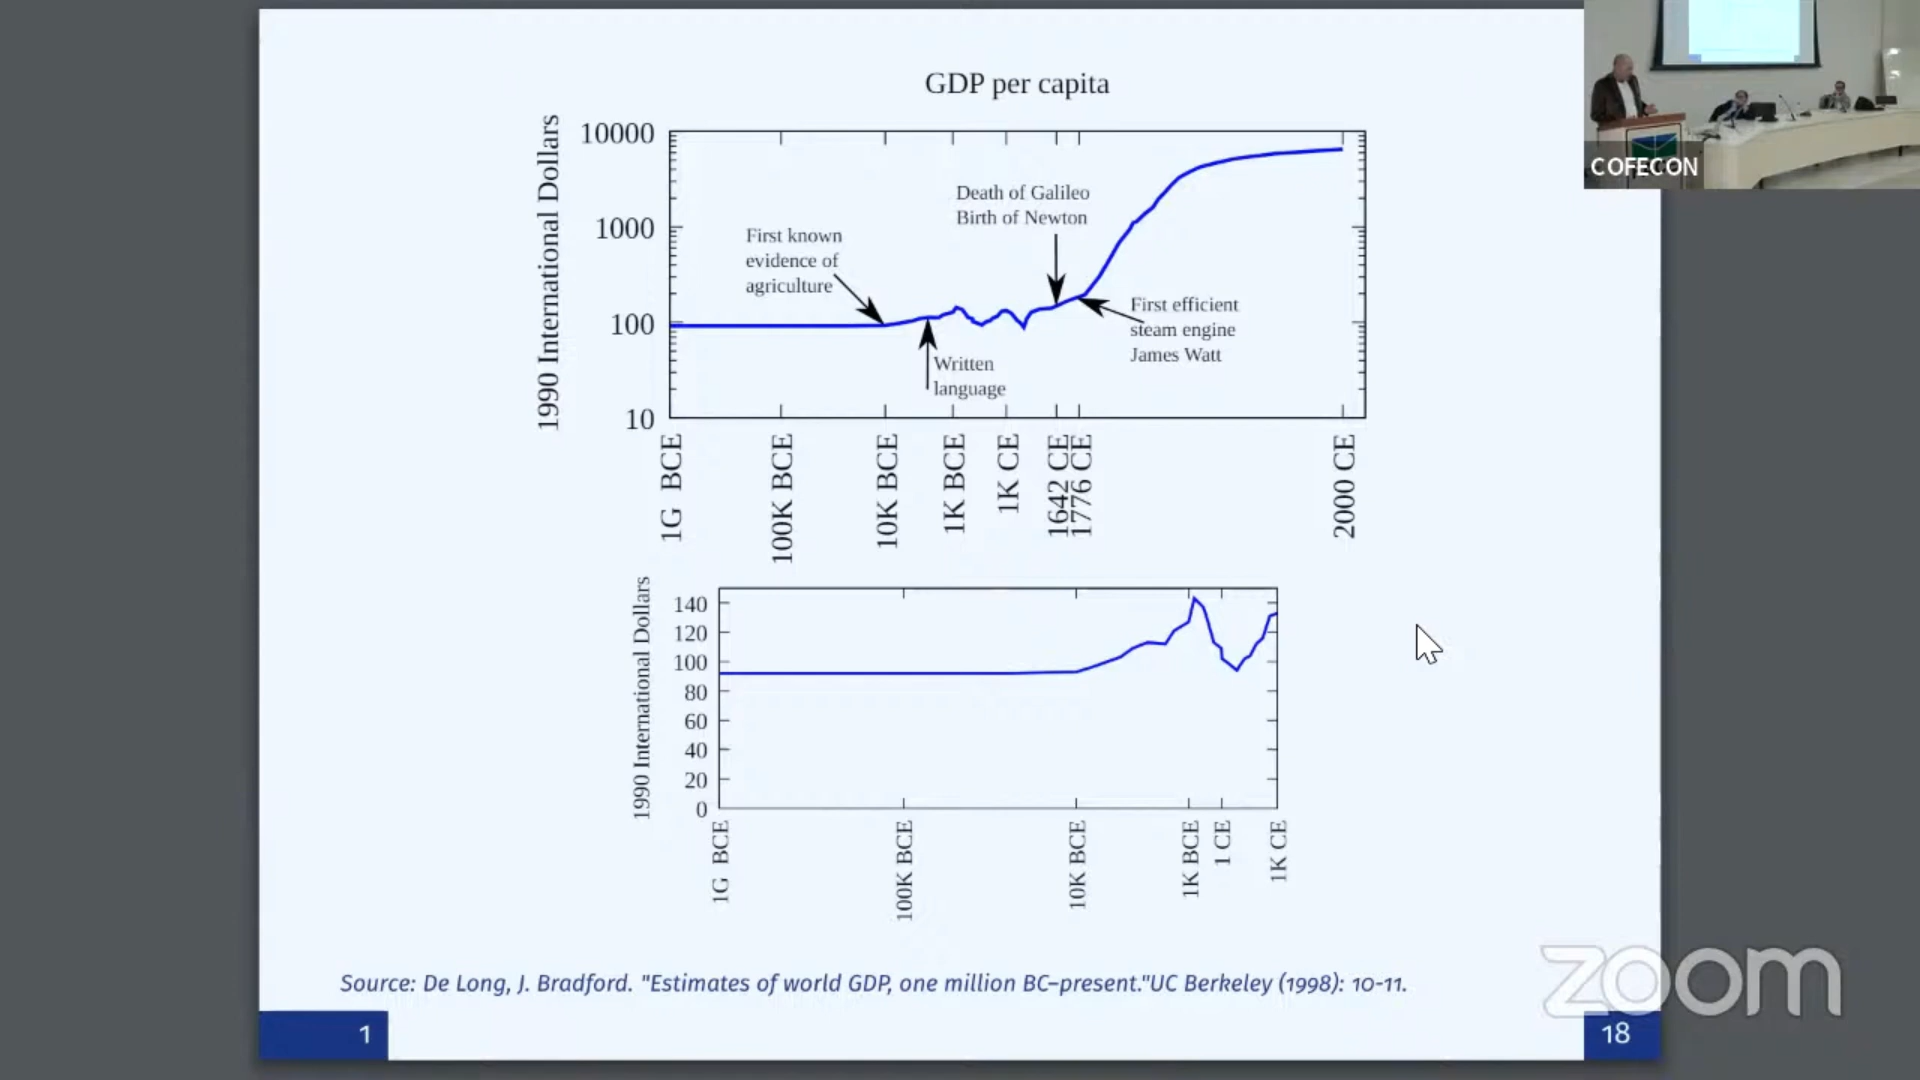 GDP per capita
1990 International Dollars
10000
1000
100
10
First known
evidence of
agriculture
Written
language
Death of Galileo
Birth of Newton
First efficient
steam engine
James Watt
1G BCE
100K BCE
10K BCE
1K BCE
1K CE
1642 CE
1776 CE
2000 CE
1990 International Dollars
140
120
100
80
60
40
20
0
1G BCE
100K BCE
10K BCE
1K BCE
1 CE
1K CE
Source: De Long, J. Bradford. "Estimates of world GDP, one million BC–present."UC Berkeley (1998): 10-11.
1
18
COFECON
zoom